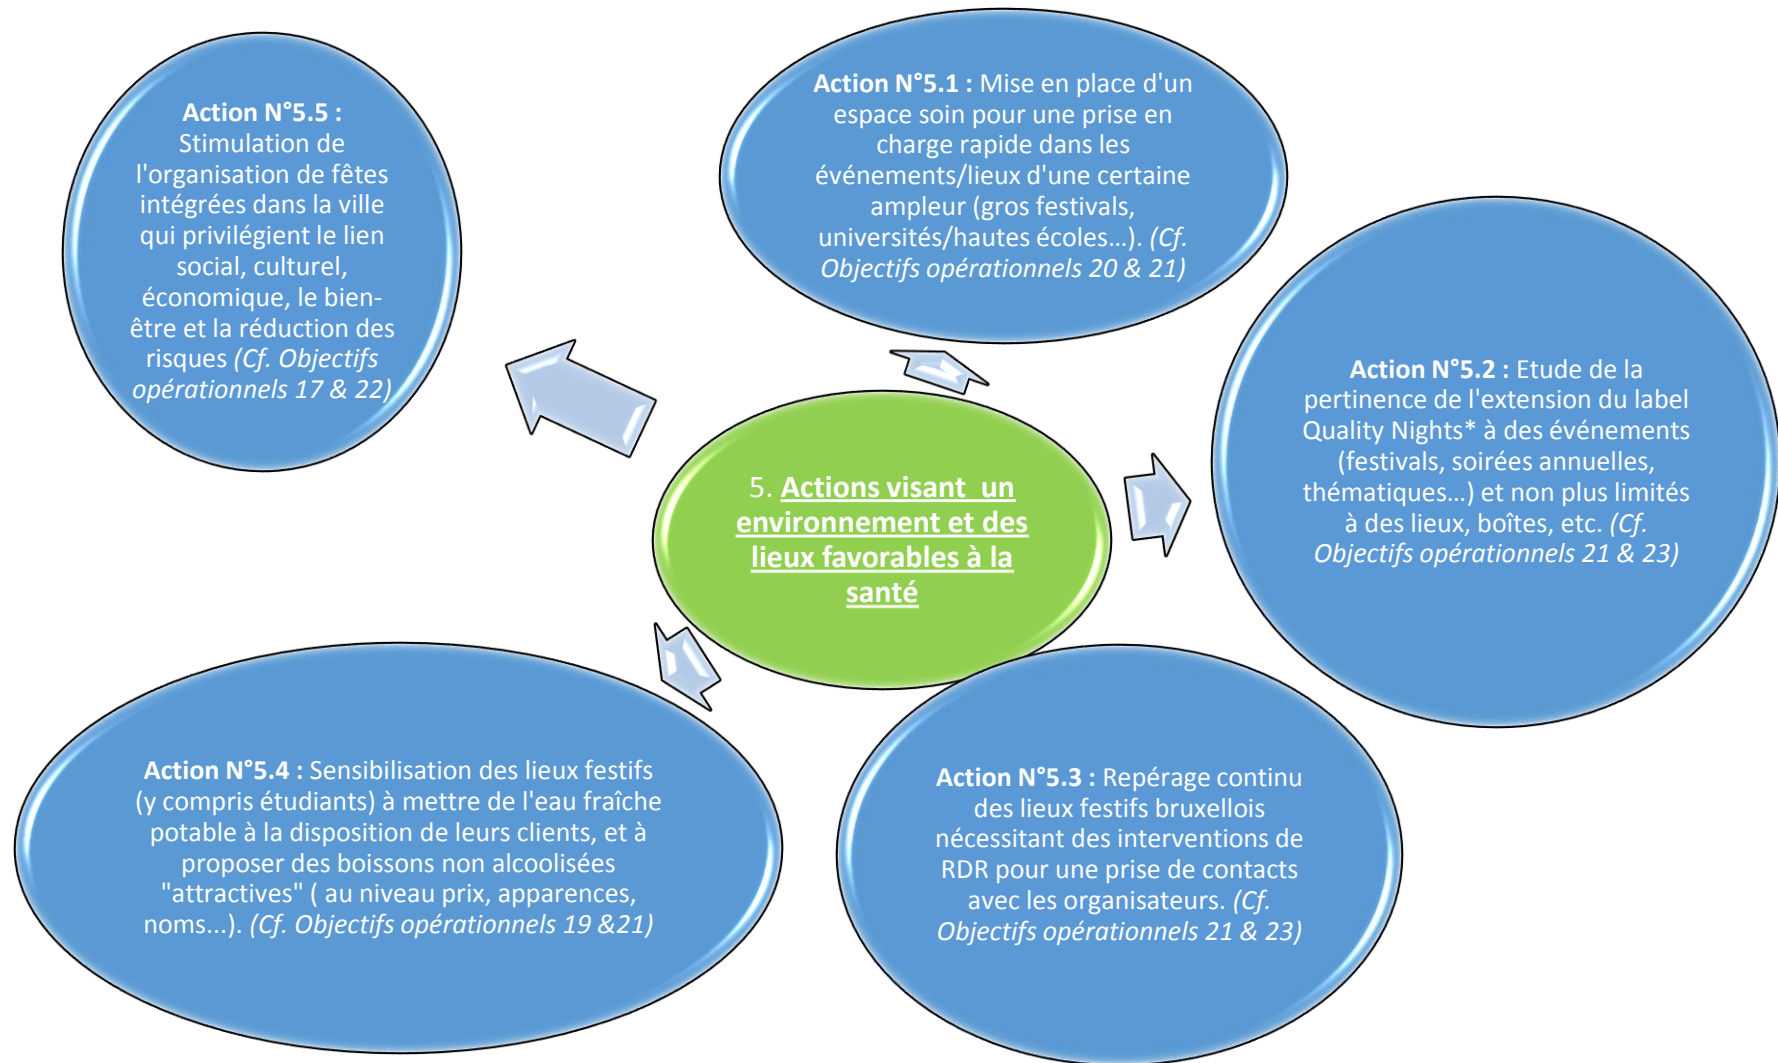 Action N°5.1 : Mise en place d'un
espace soin pour une prise en
charge rapide dans les
événements/lieux d'une certaine
ampleur (gros festivals,
universités/hautes écoles...). (Cf.
Objectifs opérationnels 20 & 21)
Action N°5.5 :
Stimulation de
l'organisation de fêtes
intégrées dans la ville
qui privilégient le lien
social, culturel,
économique, le bien-
être et la réduction des
risques (Cf. Objectifs
opérationnels 17 & 22)
Action N°5.2 : Etude de la
pertinence de l'extension du label
Quality Nights* à des événements
(festivals, soirées annuelles,
thématiques...) et non plus limités
à des lieux, boîtes, etc. (Cf.
Objectifs opérationnels 21 & 23)
5. Actions visant  un
environnement et des
lieux favorables à la
santé
Action N°5.4 : Sensibilisation des lieux festifs
(y compris étudiants) à mettre de l'eau fraîche
potable à la disposition de leurs clients, et à
proposer des boissons non alcoolisées
"attractives" ( au niveau prix, apparences,
noms...). (Cf. Objectifs opérationnels 19 &21)
Action N°5.3 : Repérage continu
des lieux festifs bruxellois
nécessitant des interventions de
RDR pour une prise de contacts
avec les organisateurs. (Cf.
Objectifs opérationnels 21 & 23)